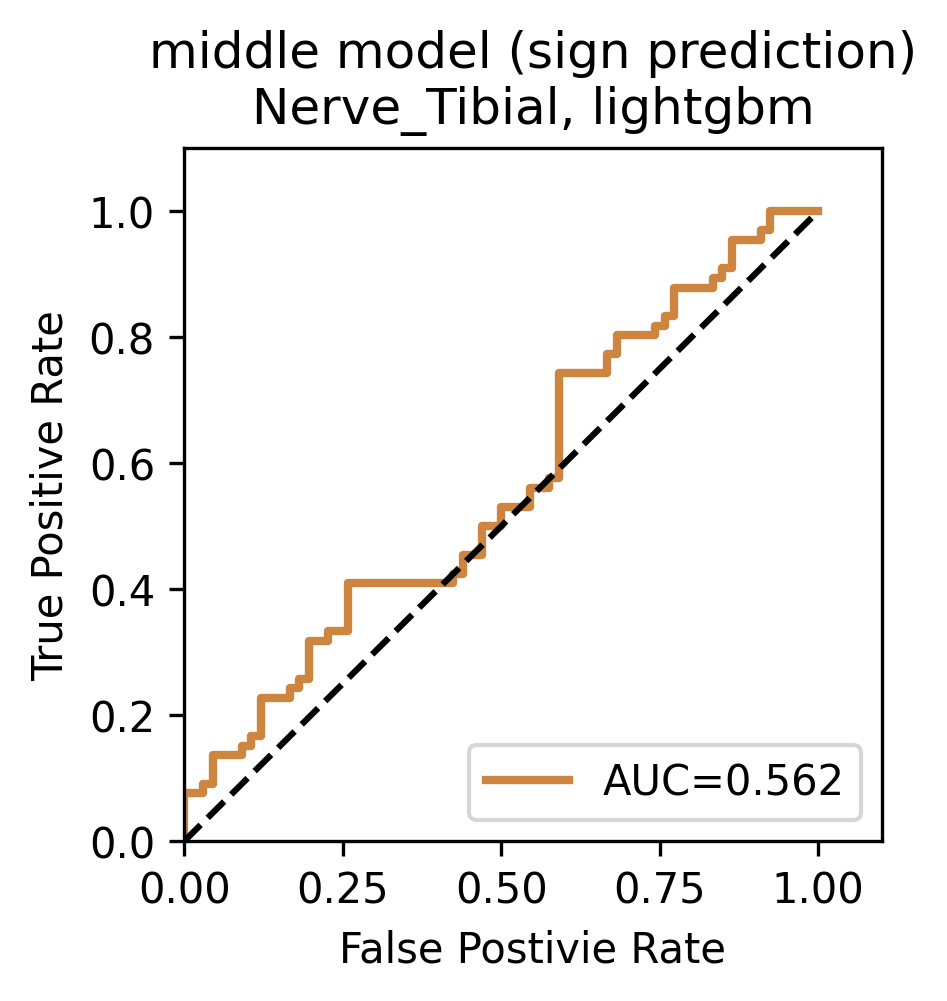 middle model (sign prediction)
Nerve_Tibial, lightgbm
True Positive Rate
1.0
0.8
0.6
0.4
0.2
0.0
AUC=0.562
0.00 0.25 0.50 0.75 1.00
False Postivie Rate